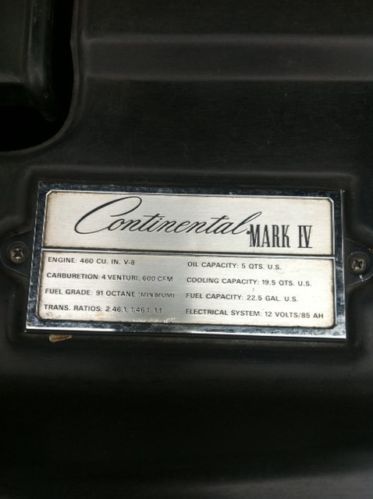 Continental MARK IV
ENGINE: 460 CU. IN. V-8 OIL CAPACITY: 5 QTS. U.S.
CARBURETION: 4 VENTURI, 600 CFM COOLING CAPACITY: 19.5 QTS. U.S.
FUEL GRADE: 91 OCTANE (MINIMUM) FUEL CAPACITY: 22.5 GAL. U.S.
TRANS. RATIOS: 2.46:1, 1.46:1, 1:1 ELECTRICAL SYSTEM: 12 VOLTS/85 AH